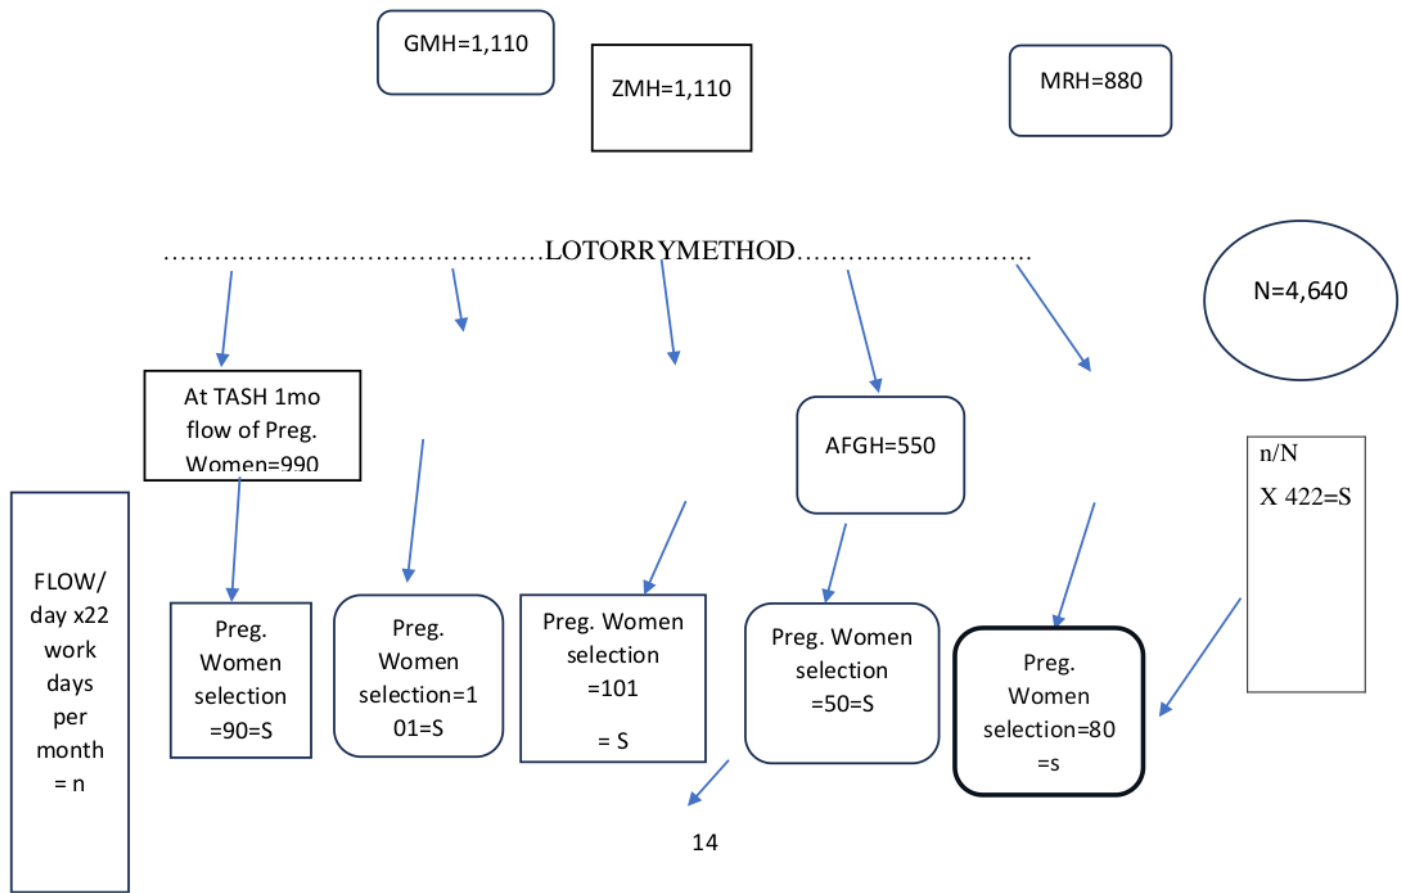 GMH=1,110
ZMH=1,110
MRH=880
…………………………………………LOTORRYMETHOD…………………………
N=4,640
At TASH 1mo
flow of Preg.
Women=990
AFGH=550
n/N
X 422=S
FLOW/
day x22
work
days
per
month
= n
Preg.
Women
selection
=90=S
Preg.
Women
selection=1
01=S
Preg. Women
selection
=101
= S
Preg. Women
selection
=50=S
Preg.
Women
selection=80
=s
14